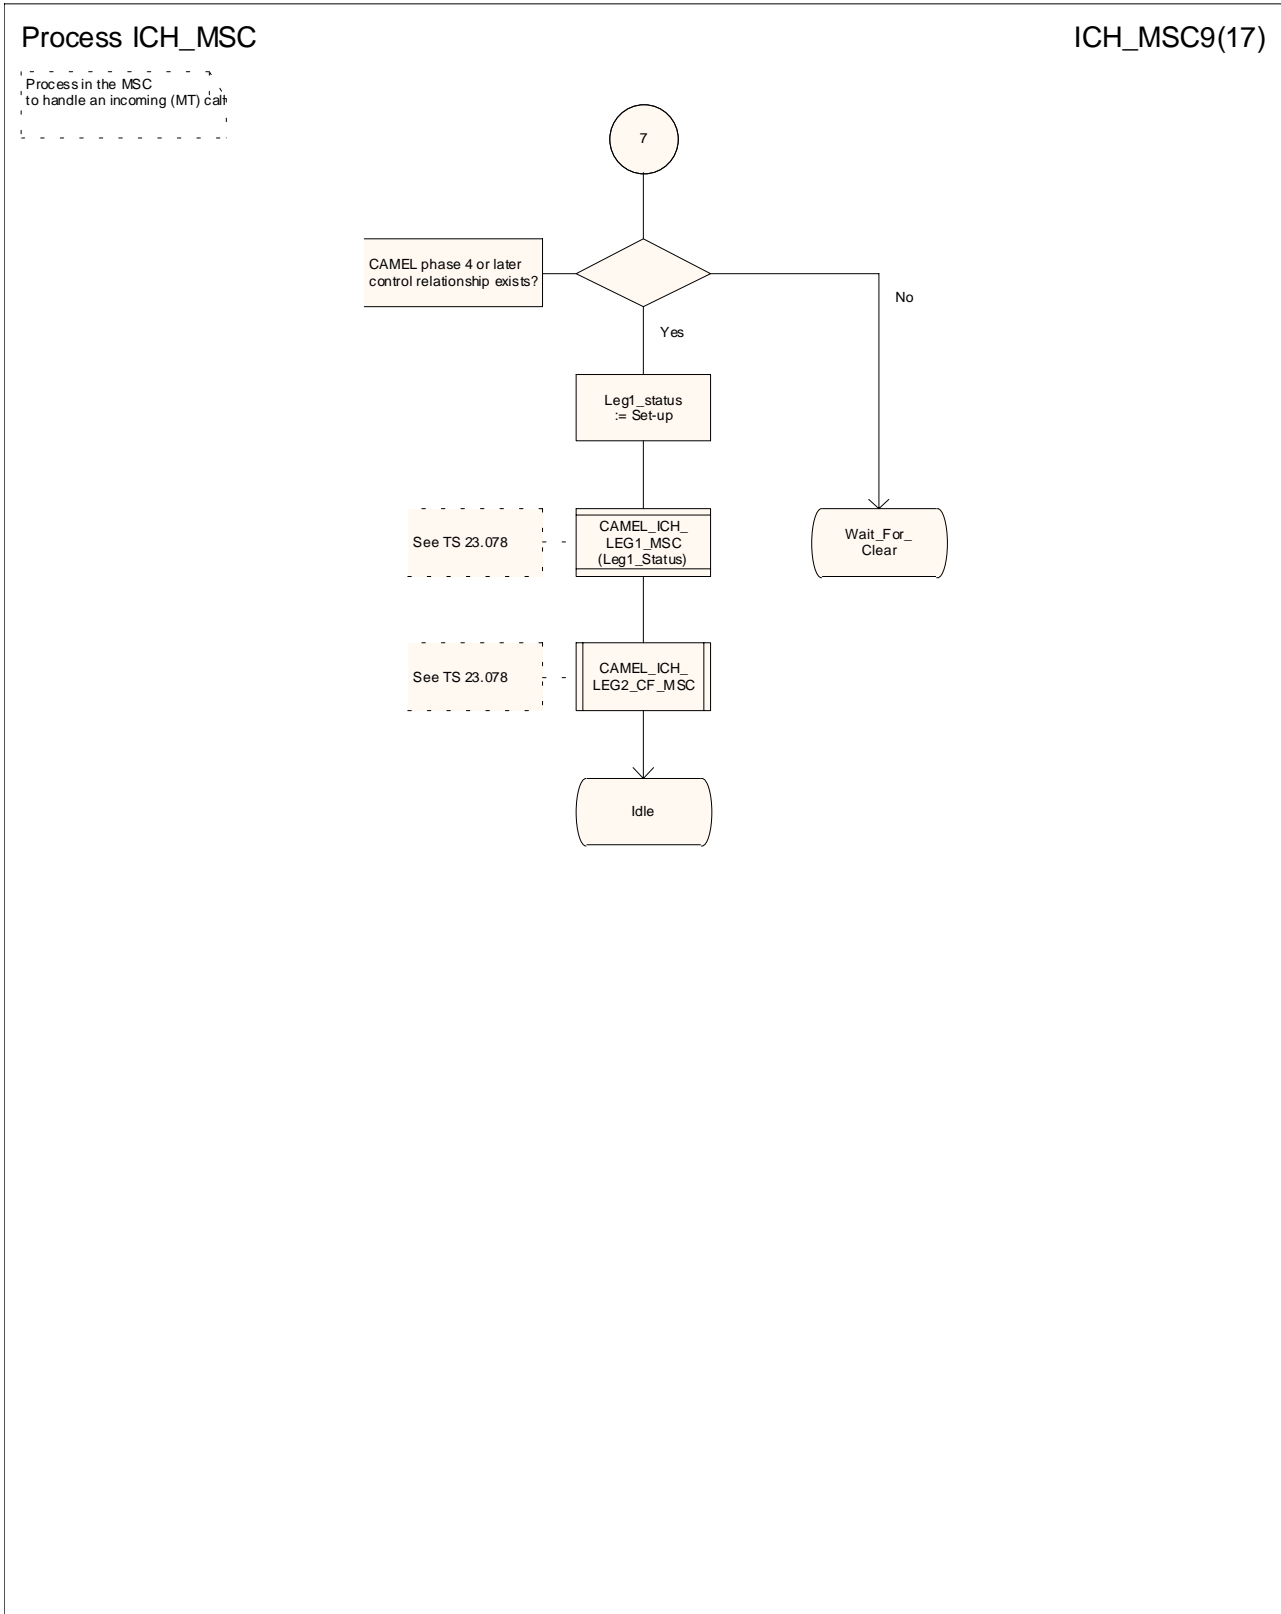 Process ICH_MSC
ICH_MSC9(17)
Process in the MSC
to handle an incoming (MT) call
7
CAMEL phase 4 or later
control relationship exists?
No
Yes
Leg1_status
:= Set-up
See TS 23.078
CAMEL_ICH_
LEG1_MSC
(Leg1_Status)
Wait_For_
Clear
See TS 23.078
CAMEL_ICH_
LEG2_CF_MSC
Idle